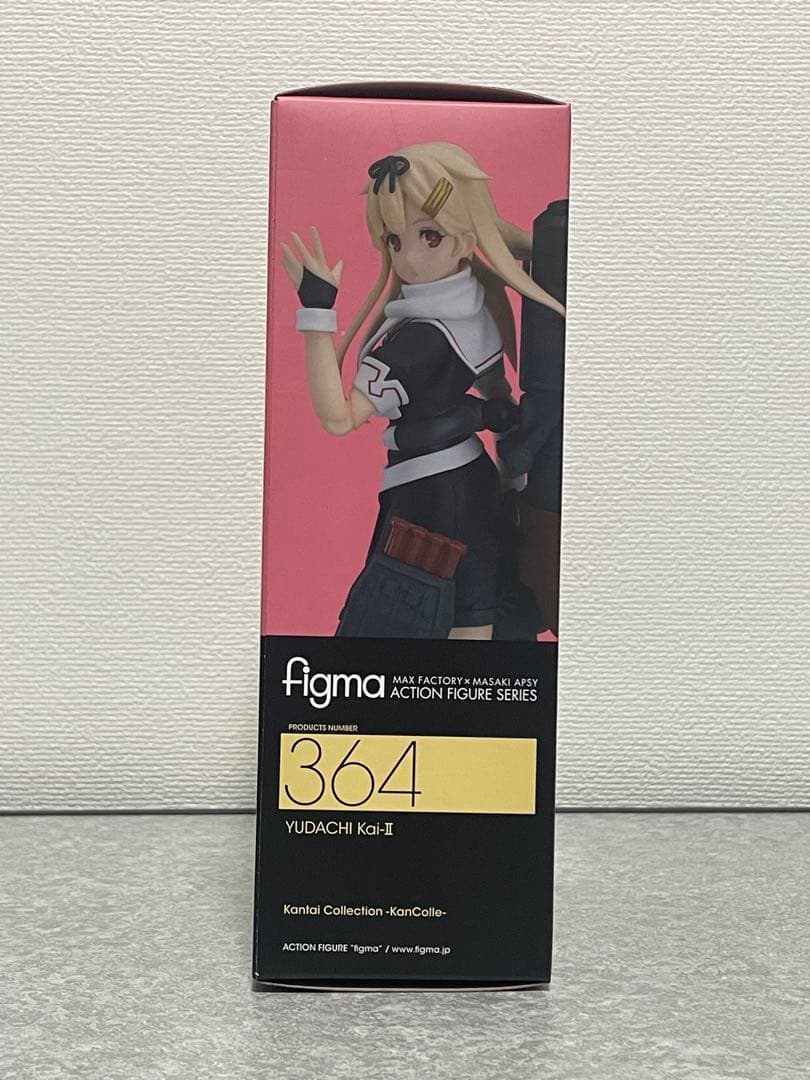 figma
MAX FACTORY × MASAKI APSY
ACTION FIGURE SERIES
PRODUCTS NUMBER
364
YUDACHI Kai-Ⅱ
Kantai Collection -KanColle-
ACTION FIGURE "figma" / www.figma.jp